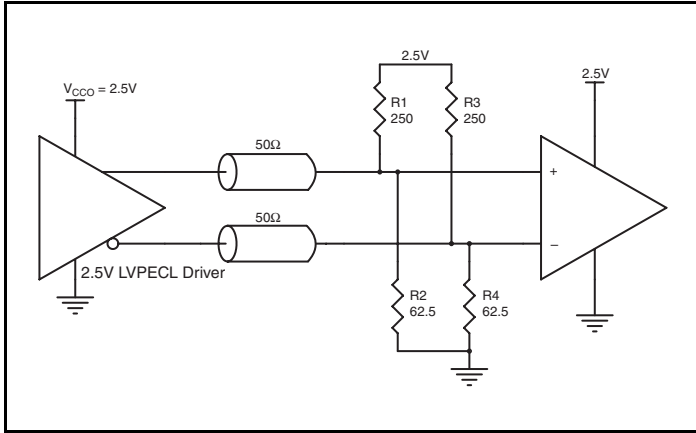 2.5V
V_CCO = 2.5V
2.5V
R1
250
R3
250
50Ω
+
50Ω
−
2.5V LVPECL Driver
R2
62.5
R4
62.5